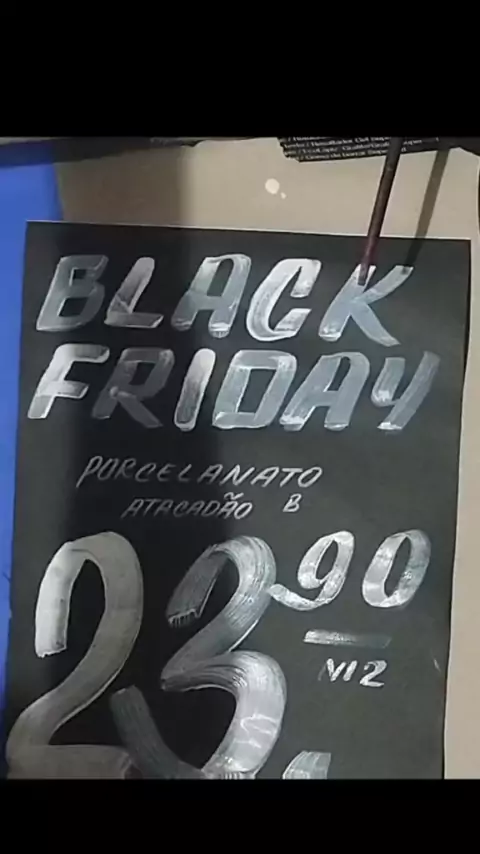 BLACK
FRIDAY
PORCELANATO
ATACADÃO B
23,90
M2